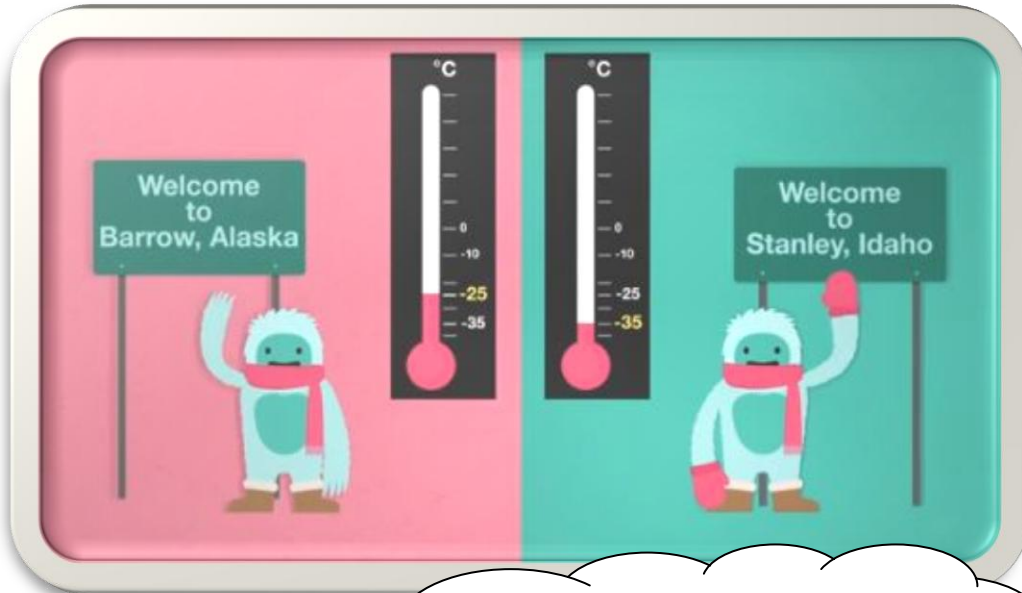 Welcome
to
Barrow, Alaska
°C
0
-10
-25
-35
°C
0
-10
-25
-35
Welcome
to
Stanley, Idaho